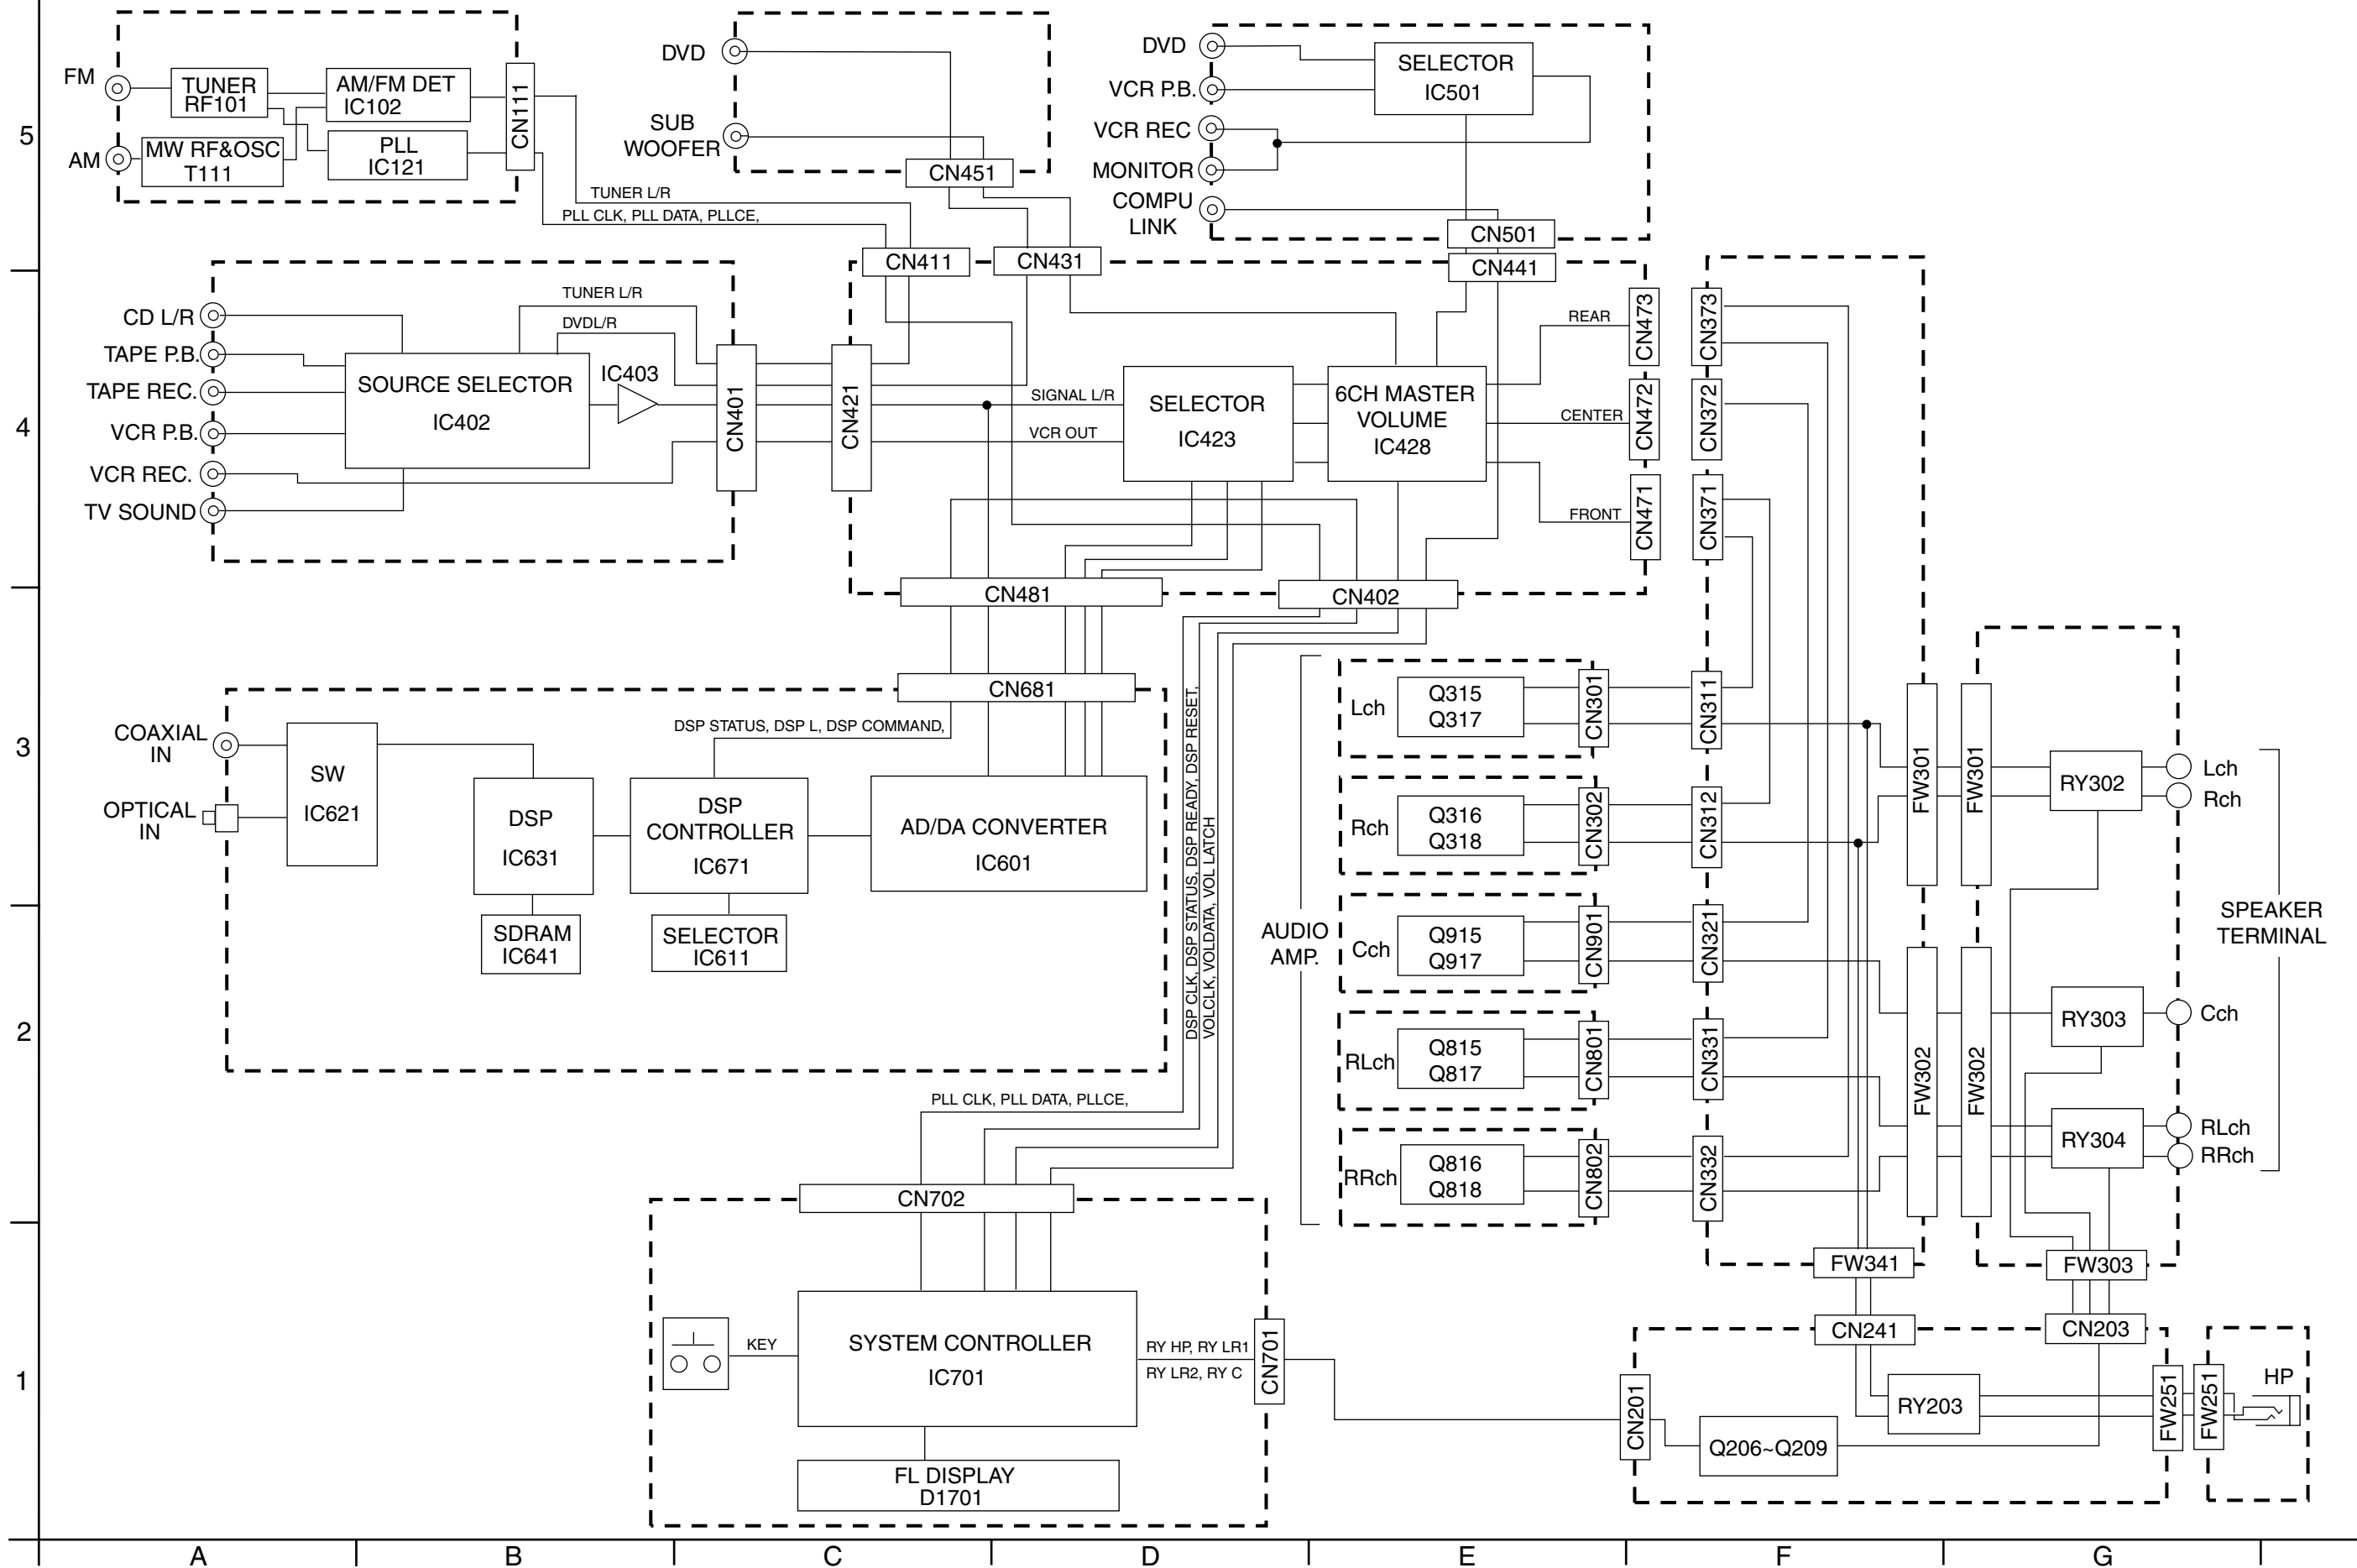 5
4
3
2
1
A
B
C
D
E
F
G
FM
AM
TUNER
RF101
AM/FM DET
IC102
MW RF&OSC
T111
PLL
IC121
CN111
TUNER L/R
PLL CLK, PLL DATA, PLLCE,
DVD
SUB
WOOFER
CN451
DVD
VCR P.B.
VCR REC
MONITOR
COMPU
LINK
SELECTOR
IC501
CN501
CN411
CN431
CN441
CD L/R
TAPE P.B.
TAPE REC.
VCR P.B.
VCR REC.
TV SOUND
TUNER L/R
DVDL/R
SOURCE SELECTOR
IC402
IC403
CN401
CN421
SIGNAL L/R
VCR OUT
SELECTOR
IC423
6CH MASTER
VOLUME
IC428
REAR
CENTER
FRONT
CN473
CN472
CN471
CN373
CN372
CN371
CN481
CN402
CN681
COAXIAL
IN
OPTICAL
IN
SW
IC621
DSP
IC631
SDRAM
IC641
DSP STATUS, DSP L, DSP COMMAND,
DSP
CONTROLLER
IC671
SELECTOR
IC611
AD/DA CONVERTER
IC601
DSP CLK, DSP STATUS, DSP READY, DSP RESET,
VOLCLK, VOLDATA, VOL LATCH
AUDIO
AMP.
Lch
Q315
Q317
CN301
CN311
Rch
Q316
Q318
CN302
CN312
Cch
Q915
Q917
CN901
CN321
RLch
Q815
Q817
CN801
CN331
RRch
Q816
Q818
CN802
CN332
FW301
FW301
FW302
FW302
RY302
RY303
RY304
Lch
Rch
Cch
RLch
RRch
SPEAKER
TERMINAL
PLL CLK, PLL DATA, PLLCE,
CN702
KEY
SYSTEM CONTROLLER
IC701
FL DISPLAY
D1701
RY HP, RY LR1
RY LR2, RY C
CN701
FW341
FW303
CN241
CN203
CN201
Q206~Q209
RY203
FW251
FW251
HP